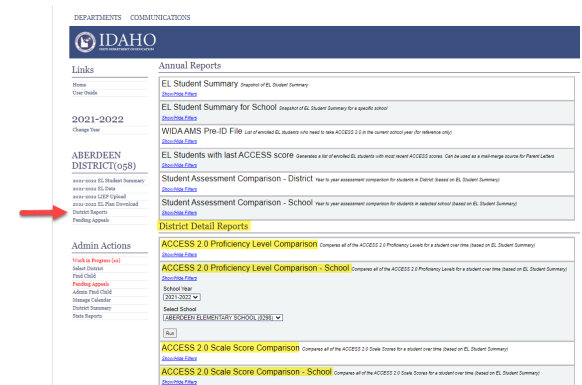 DEPARTMENTS COMMUNICATIONS
IDAHO
STATE DEPARTMENT OF EDUCATION
Links
Home
User Guide
2021-2022
Change Year
ABERDEEN
DISTRICT(058)
2021-2022 EL Student Summary
2021-2022 EL Data
2021-2022 LIEP Upload
2021-2022 EL Plan Download
District Reports
Pending Appeals
Admin Actions
Work in Progress (11)
Select District
Find Child
Pending Appeals
Admin Find Child
Manage Calendar
District Summary
State Reports
Annual Reports
EL Student Summary Snapshot of EL Student Summary
Show/Hide Filters
EL Student Summary for School Snapshot of EL Student Summary for a specific school
Show/Hide Filters
WIDA AMS Pre-ID File List of enrolled EL students who need to take ACCESS 2.0 in the current school year (for reference only)
Show/Hide Filters
EL Students with last ACCESS score Generates a list of enrolled EL students with most recent ACCESS scores. Can be used as a mail-merge source for Parent Letters
Show/Hide Filters
Student Assessment Comparison - District Year to year assessment comparison for students in District (based on EL Student Summary)
Show/Hide Filters
Student Assessment Comparison - School Year to year assessment comparison for students in selected school (based on EL Student Summary)
Show/Hide Filters
District Detail Reports
ACCESS 2.0 Proficiency Level Comparison Compares all of the ACCESS 2.0 Proficiency Levels for a student over time (based on EL Student Summary)
Show/Hide Filters
ACCESS 2.0 Proficiency Level Comparison - School Compares all of the ACCESS 2.0 Proficiency Levels for a student over time (based on EL Student Summary)
Show/Hide Filters
School Year
2021-2022
Select School
ABERDEEN ELEMENTARY SCHOOL (0298)
Run
ACCESS 2.0 Scale Score Comparison Compares all of the ACCESS 2.0 Scale Scores for a student over time (based on EL Student Summary)
Show/Hide Filters
ACCESS 2.0 Scale Score Comparison - School Compares all of the ACCESS 2.0 Scale Scores for a student over time (based on EL Student Summary)
Show/Hide Filters